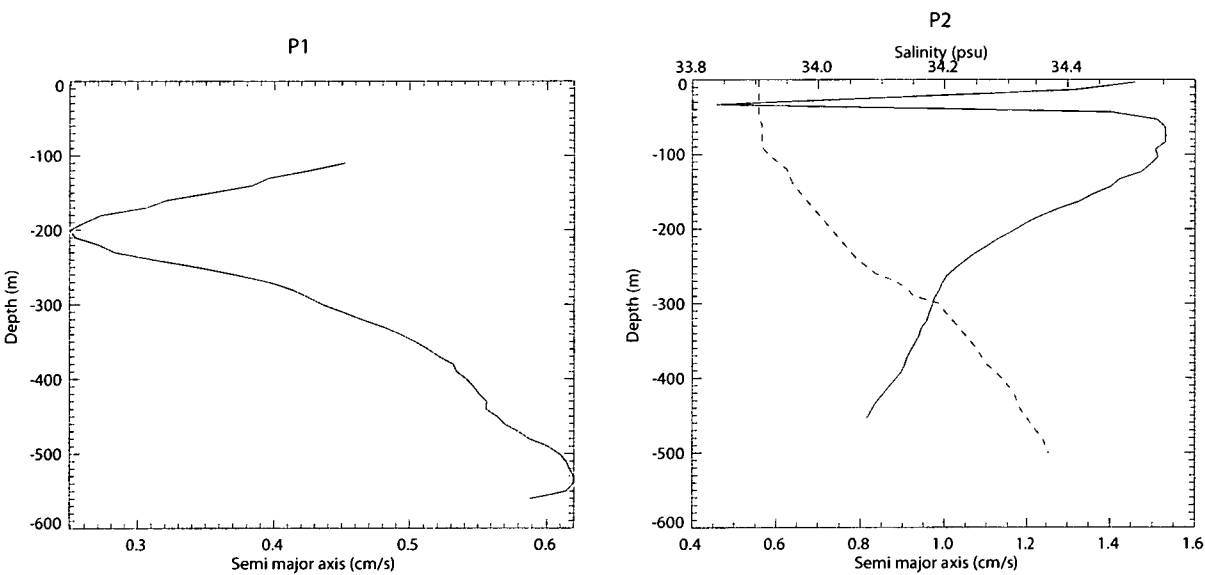 P1
0
-100
-200
-300
-400
-500
-600
Depth (m)
0.3 0.4 0.5 0.6
Semi major axis (cm/s)
P2
Salinity (psu)
33.8 34.0 34.2 34.4
0
-100
-200
-300
-400
-500
-600
Depth (m)
0.4 0.6 0.8 1.0 1.2 1.4 1.6
Semi major axis (cm/s)